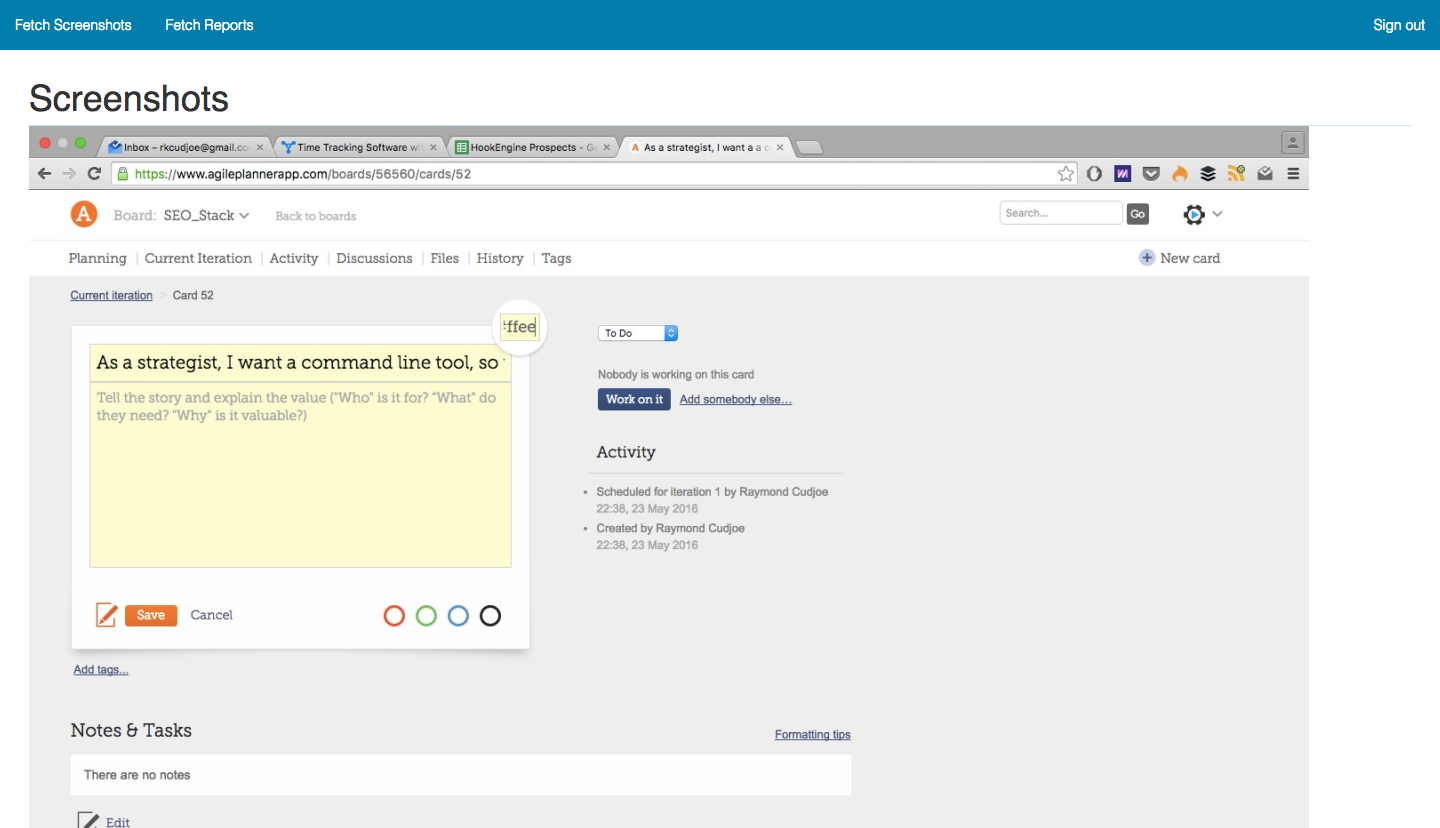 Fetch Screenshots Fetch Reports Sign out
Screenshots
Inbox – rkcudjoe@gmail.co Time Tracking Software wi HookEngine Prospects - Go As a strategist, I want a a c
https://www.agileplannerapp.com/boards/56560/cards/52
A Board: SEO_Stack Back to boards Search... Go
Planning Current Iteration Activity Discussions Files History Tags + New card
Current iteration > Card 52
ffee
As a strategist, I want a command line tool, so
Tell the story and explain the value ("Who" is it for? "What" do
they need? "Why" is it valuable?)
Save Cancel
Add tags...
To Do
Nobody is working on this card
Work on it Add somebody else...
Activity
Scheduled for iteration 1 by Raymond Cudjoe
22:38, 23 May 2016
Created by Raymond Cudjoe
22:38, 23 May 2016
Notes & Tasks Formatting tips
There are no notes
Edit